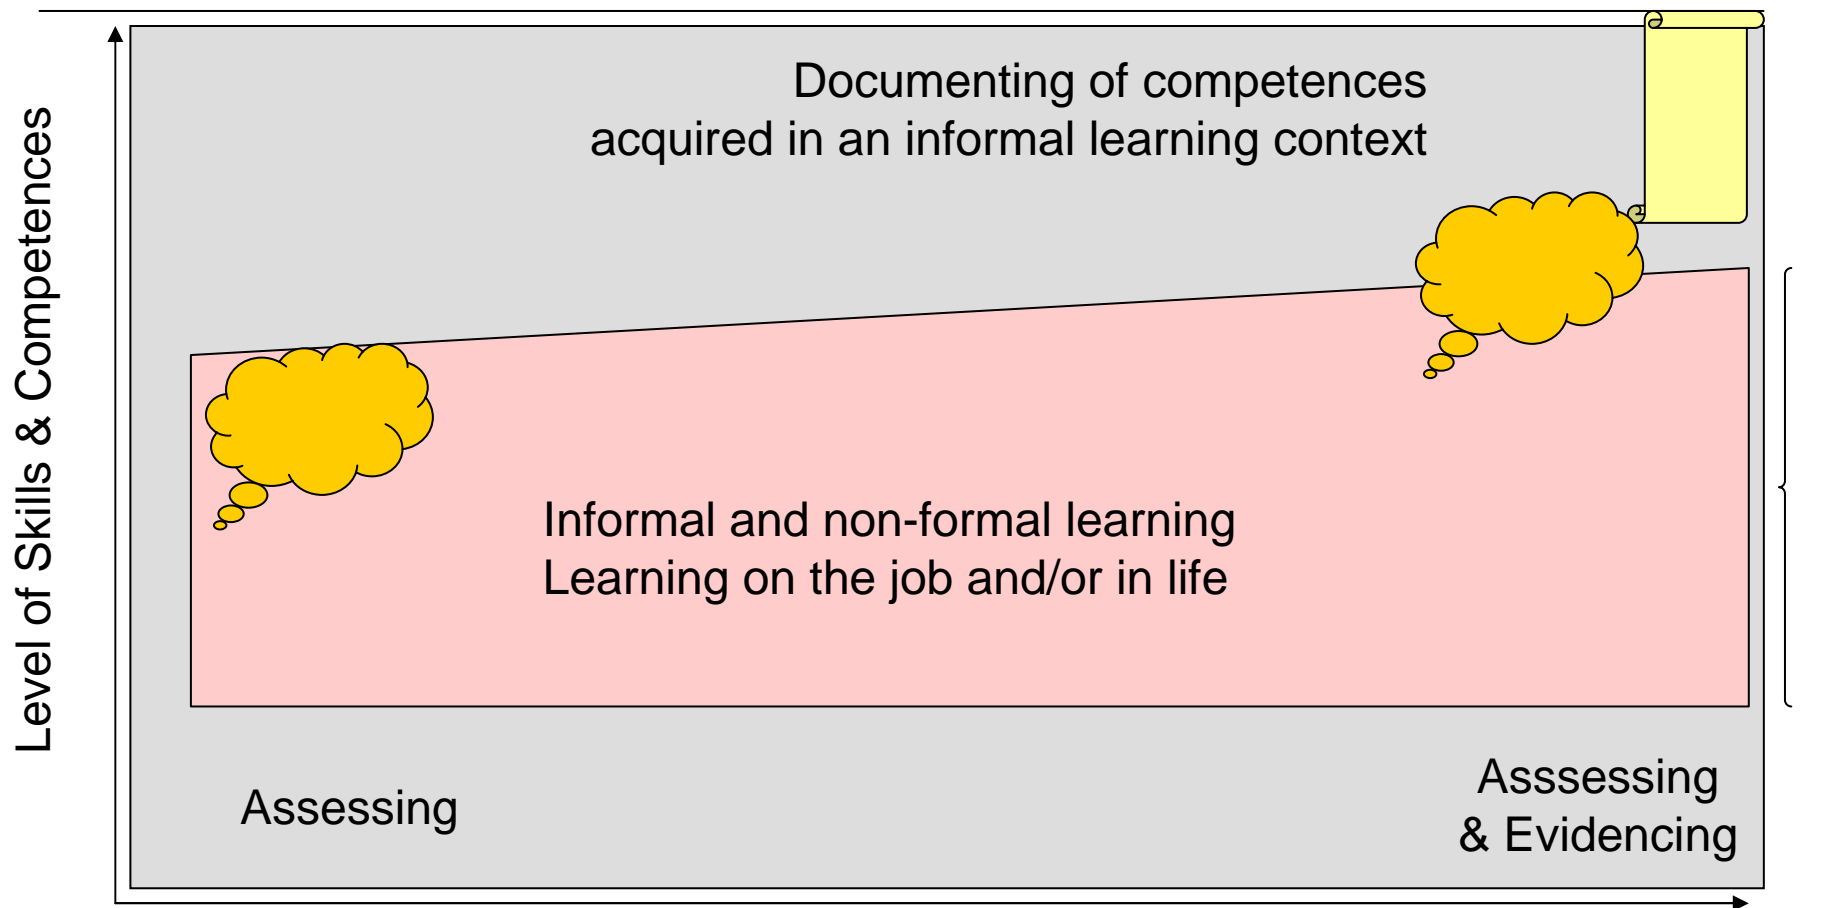 Documenting of competences
acquired in an informal learning context
Level of Skills & Competences
Informal and non-formal learning
Learning on the job and/or in life
Assessing
Asssessing
& Evidencing